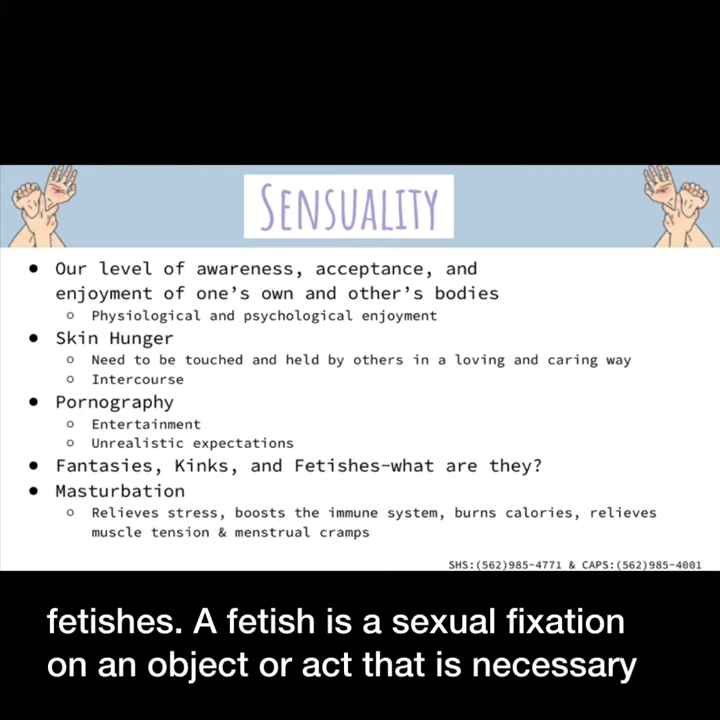 SENSUALITY
● Our level of awareness, acceptance, and
enjoyment of one's own and other's bodies
○ Physiological and psychological enjoyment
● Skin Hunger
○ Need to be touched and held by others in a loving and caring way
○ Intercourse
● Pornography
○ Entertainment
○ Unrealistic expectations
● Fantasies, Kinks, and Fetishes-what are they?
● Masturbation
○ Relieves stress, boosts the immune system, burns calories, relieves
muscle tension & menstrual cramps
SHS:(562)985-4771 & CAPS:(562)985-4001
fetishes. A fetish is a sexual fixation
on an object or act that is necessary